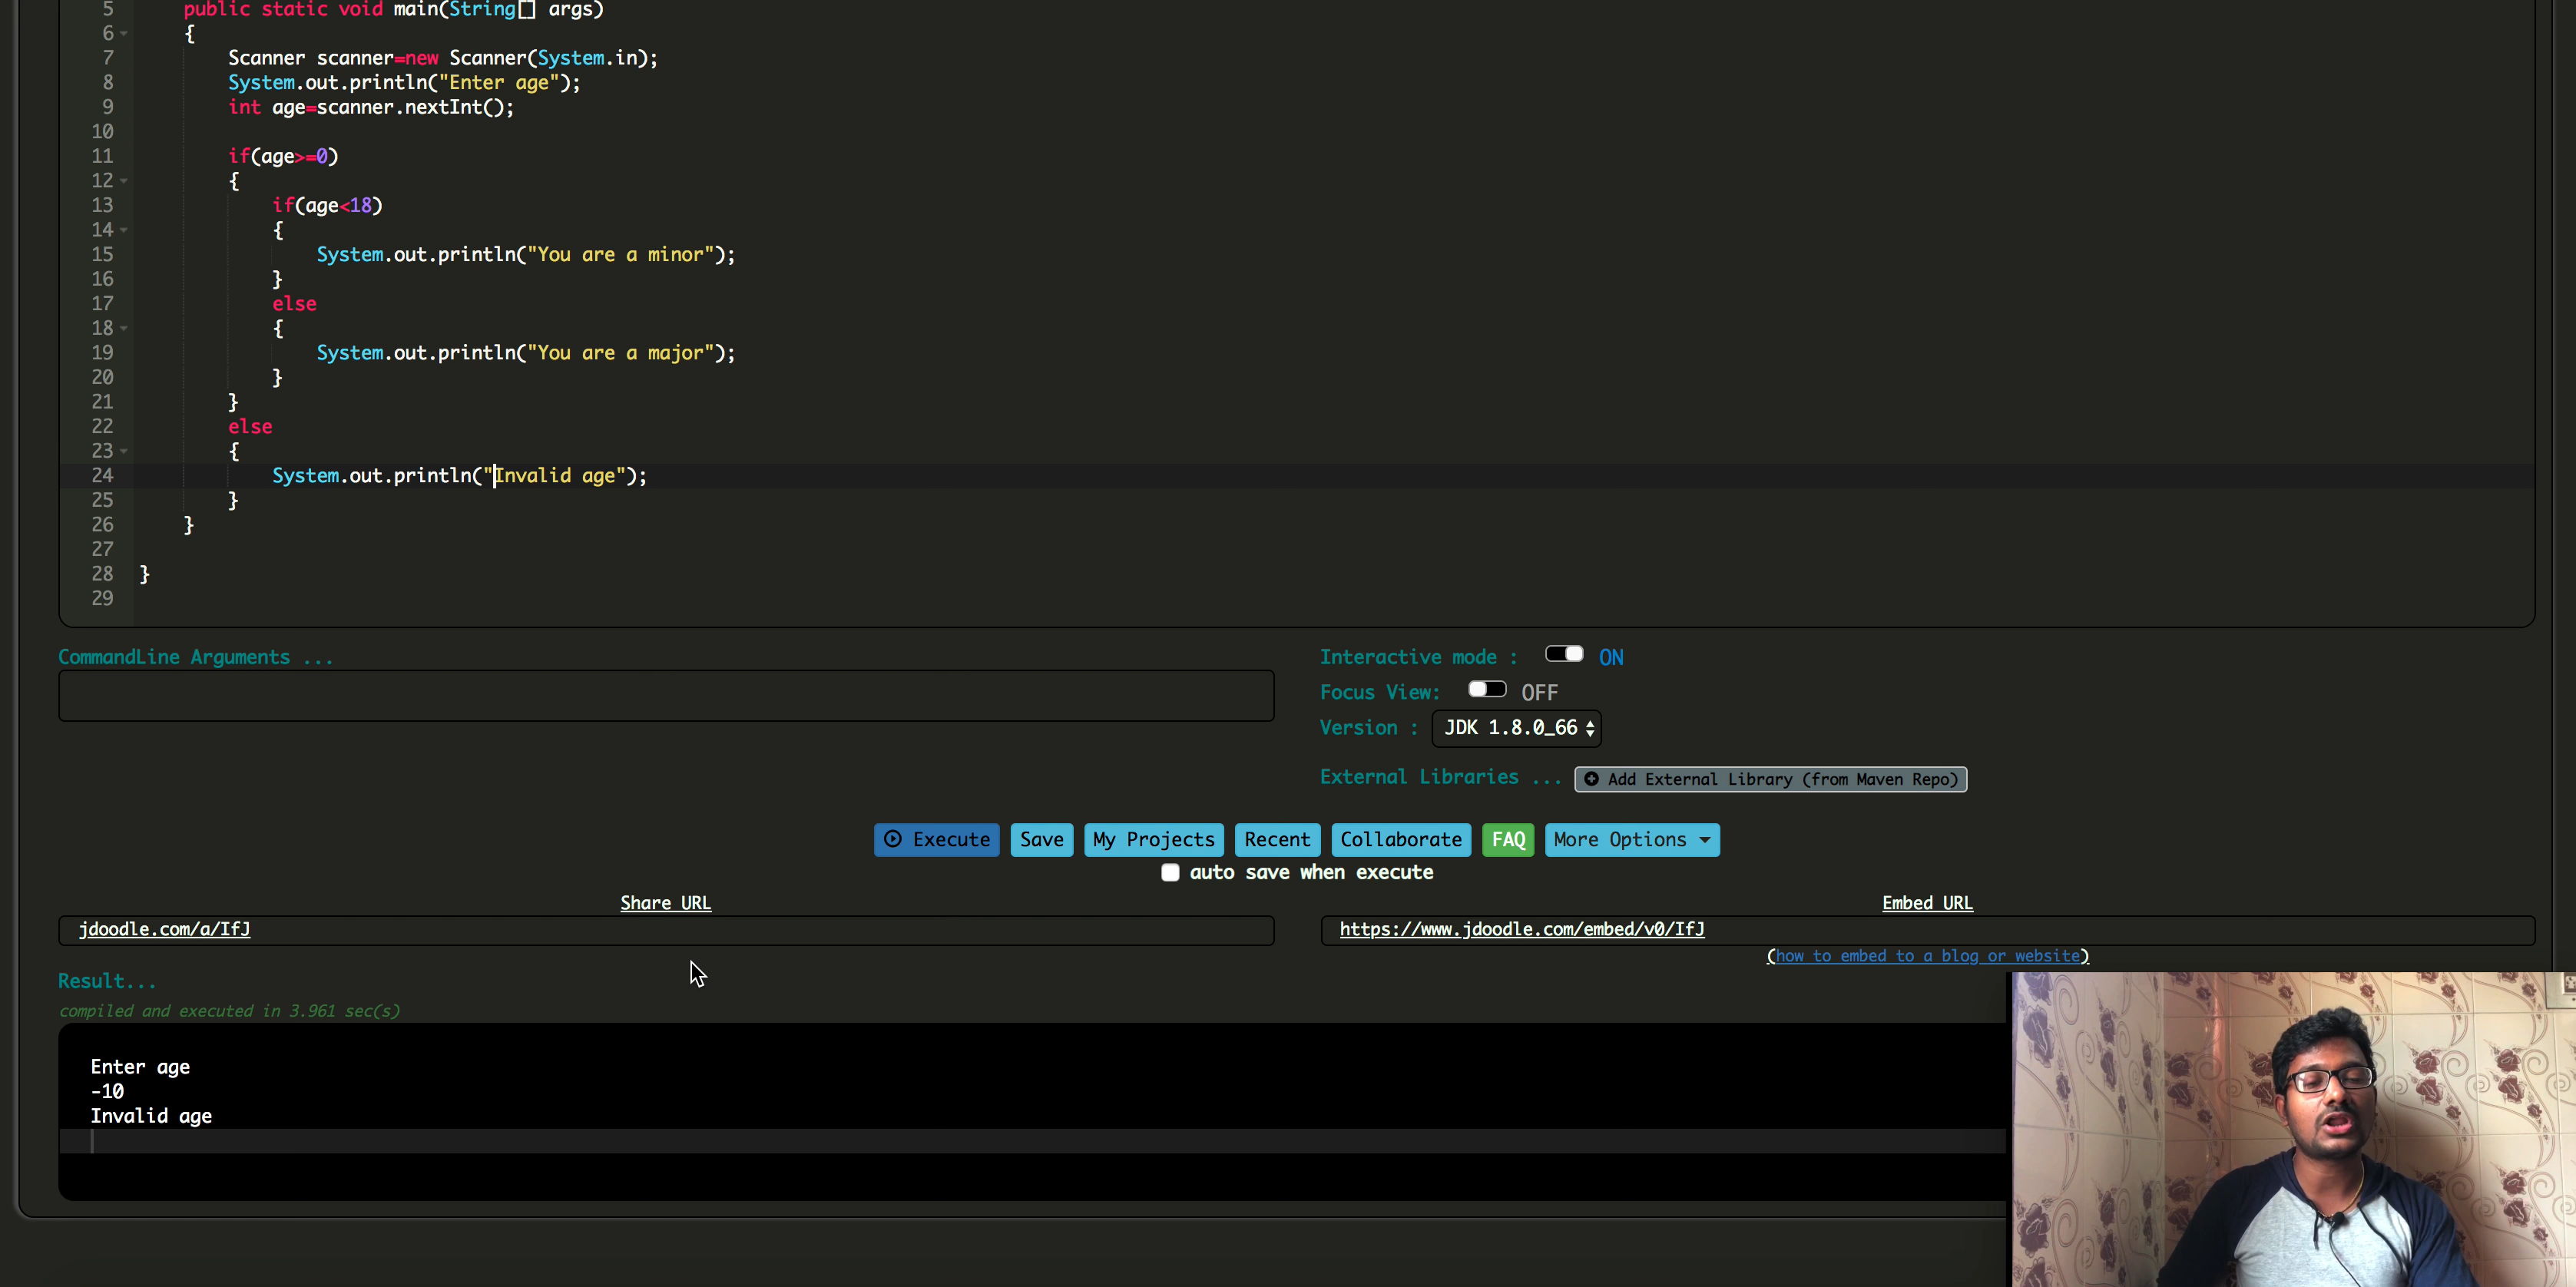 5 public static void main(String[] args)
6 {
7 Scanner scanner=new Scanner(System.in);
8 System.out.println("Enter age");
9 int age=scanner.nextInt();
10
11 if(age>=0)
12 {
13 if(age<18)
14 {
15 System.out.println("You are a minor");
16 }
17 else
18 {
19 System.out.println("You are a major");
20 }
21 }
22 else
23 {
24 System.out.println("Invalid age");
25 }
26 }
27
28 }
29
CommandLine Arguments ...
Interactive mode : ON
Focus View: OFF
Version : JDK 1.8.0_66
External Libraries ... Add External Library (from Maven Repo)
Execute Save My Projects Recent Collaborate FAQ More Options
auto save when execute
Share URL
jdoodle.com/a/IfJ
Embed URL
https://www.jdoodle.com/embed/v0/IfJ
(how to embed to a blog or website)
Result...
compiled and executed in 3.961 sec(s)
Enter age
-10
Invalid age